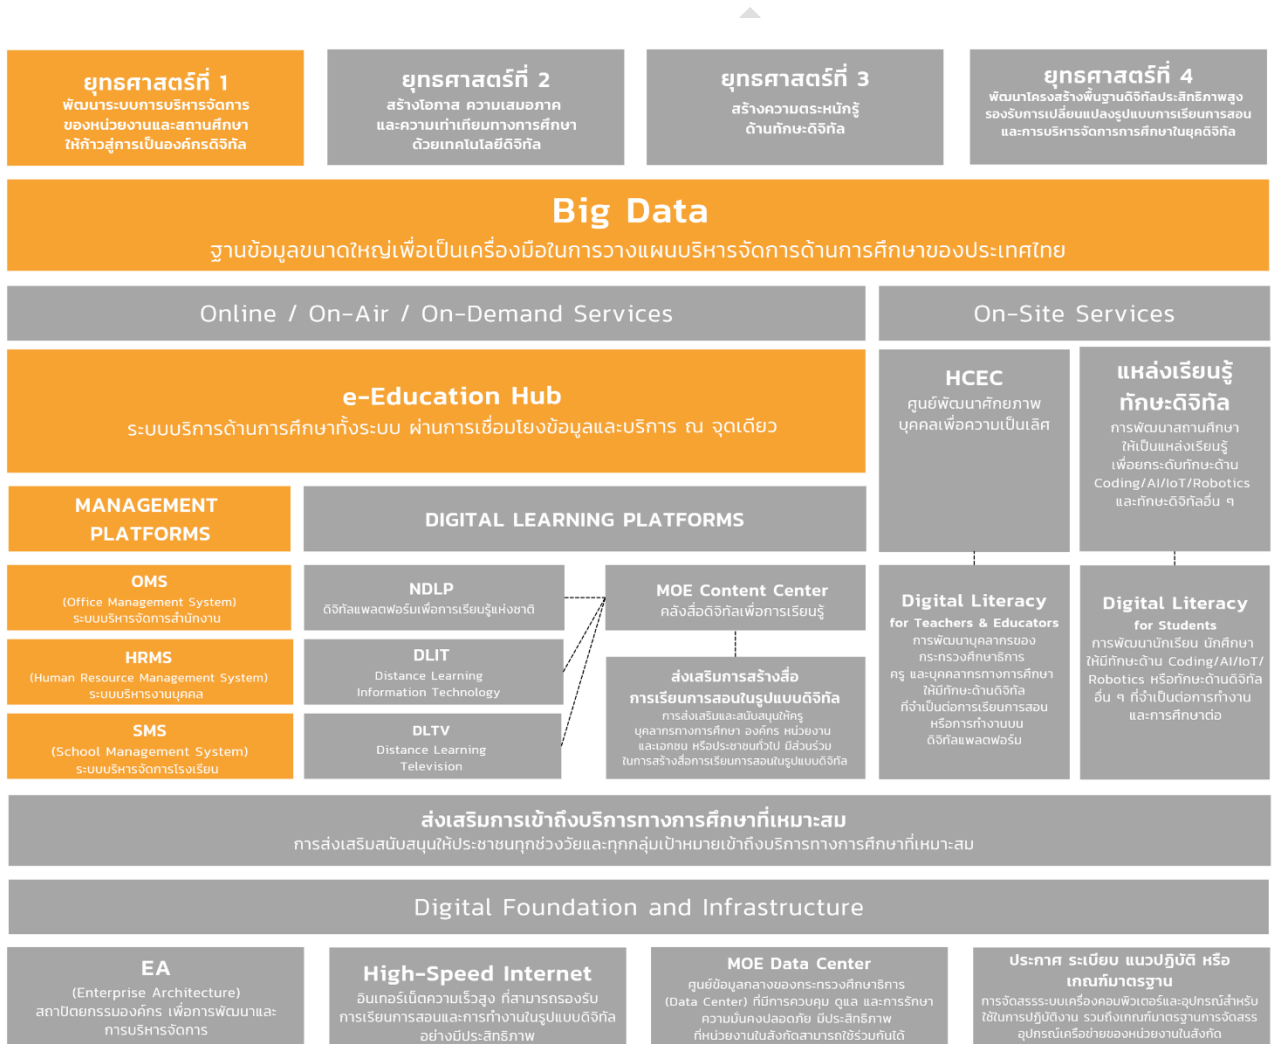 ยุทธศาสตร์ที่ 1
พัฒนาระบบการบริหารจัดการ
ของหน่วยงานและสถานศึกษา
ให้ก้าวสู่การเป็นองค์กรดิจิทัล
ยุทธศาสตร์ที่ 2
สร้างโอกาส ความเสมอภาค
และความเท่าเทียมทางการศึกษา
ด้วยเทคโนโลยีดิจิทัล
ยุทธศาสตร์ที่ 3
สร้างความตระหนักรู้
ด้านทักษะดิจิทัล
ยุทธศาสตร์ที่ 4
พัฒนาโครงสร้างพื้นฐานดิจิทัลประสิทธิภาพสูง
รองรับการเปลี่ยนแปลงรูปแบบการเรียนการสอน
และการบริหารจัดการการศึกษาในยุคดิจิทัล
Big Data
ฐานข้อมูลขนาดใหญ่เพื่อเป็นเครื่องมือในการวางแผนบริหารจัดการด้านการศึกษาของประเทศไทย
Online / On-Air / On-Demand Services
On-Site Services
e-Education Hub
ระบบบริการด้านการศึกษาทั้งระบบ ผ่านการเชื่อมโยงข้อมูลและบริการ ณ จุดเดียว
HCEC
ศูนย์พัฒนาศักยภาพ
บุคคลเพื่อความเป็นเลิศ
แหล่งเรียนรู้
ทักษะดิจิทัล
การพัฒนาสถานศึกษา
ให้เป็นแหล่งเรียนรู้
เพื่อยกระดับทักษะด้าน
Coding/AI/IoT/Robotics
และทักษะดิจิทัลอื่น ๆ
MANAGEMENT
PLATFORMS
DIGITAL LEARNING PLATFORMS
OMS
(Office Management System)
ระบบบริหารจัดการสำนักงาน
HRMS
(Human Resource Management System)
ระบบบริหารงานบุคคล
SMS
(School Management System)
ระบบบริหารจัดการโรงเรียน
NDLP
ดิจิทัลแพลตฟอร์มเพื่อการเรียนรู้แห่งชาติ
DLIT
Distance Learning
Information Technology
DLTV
Distance Learning
Television
MOE Content Center
คลังสื่อดิจิทัลเพื่อการเรียนรู้
ส่งเสริมการสร้างสื่อ
การเรียนการสอนในรูปแบบดิจิทัล
การส่งเสริมและสนับสนุนให้ครู
บุคลากรทางการศึกษา องค์กร หน่วยงาน
และเอกชน หรือประชาชนทั่วไป มีส่วนร่วม
ในการสร้างสื่อการเรียนการสอนในรูปแบบดิจิทัล
Digital Literacy
for Teachers & Educators
การพัฒนาบุคลากรของ
กระทรวงศึกษาธิการ
ครู และบุคคลากรทางการศึกษา
ให้มีทักษะด้านดิจิทัล
ที่จำเป็นต่อการเรียนการสอน
หรือการทำงานบน
ดิจิทัลแพลตฟอร์ม
Digital Literacy
for Students
การพัฒนานักเรียน นักศึกษา
ให้มีทักษะด้าน Coding/AI/IoT/
Robotics หรือทักษะด้านดิจิทัล
อื่น ๆ ที่จำเป็นต่อการทำงาน
และการศึกษาต่อ
ส่งเสริมการเข้าถึงบริการทางการศึกษาที่เหมาะสม
การส่งเสริมสนับสนุนให้ประชาชนทุกช่วงวัยและทุกกลุ่มเป้าหมายเข้าถึงบริการทางการศึกษาที่เหมาะสม
Digital Foundation and Infrastructure
EA
(Enterprise Architecture)
สถาปัตยกรรมองค์กร เพื่อการพัฒนาและ
การบริหารจัดการ
High-Speed Internet
อินเทอร์เน็ตความเร็วสูง ที่สามารถรองรับ
การเรียนการสอนและการทำงานในรูปแบบดิจิทัล
อย่างมีประสิทธิภาพ
MOE Data Center
ศูนย์ข้อมูลกลางของกระทรวงศึกษาธิการ
(Data Center) ที่มีการควบคุม ดูแล และการรักษา
ความมั่นคงปลอดภัย มีประสิทธิภาพ
ที่หน่วยงานในสังกัดสามารถใช้ร่วมกันได้
ประกาศ ระเบียบ แนวปฏิบัติ หรือ
เกณฑ์มาตรฐาน
การจัดสรรระบบเครื่องคอมพิวเตอร์และอุปกรณ์สำหรับ
ใช้ในการปฏิบัติงาน รวมถึงเกณฑ์มาตรฐานการจัดสรร
อุปกรณ์เครือข่ายของหน่วยงานในสังกัด